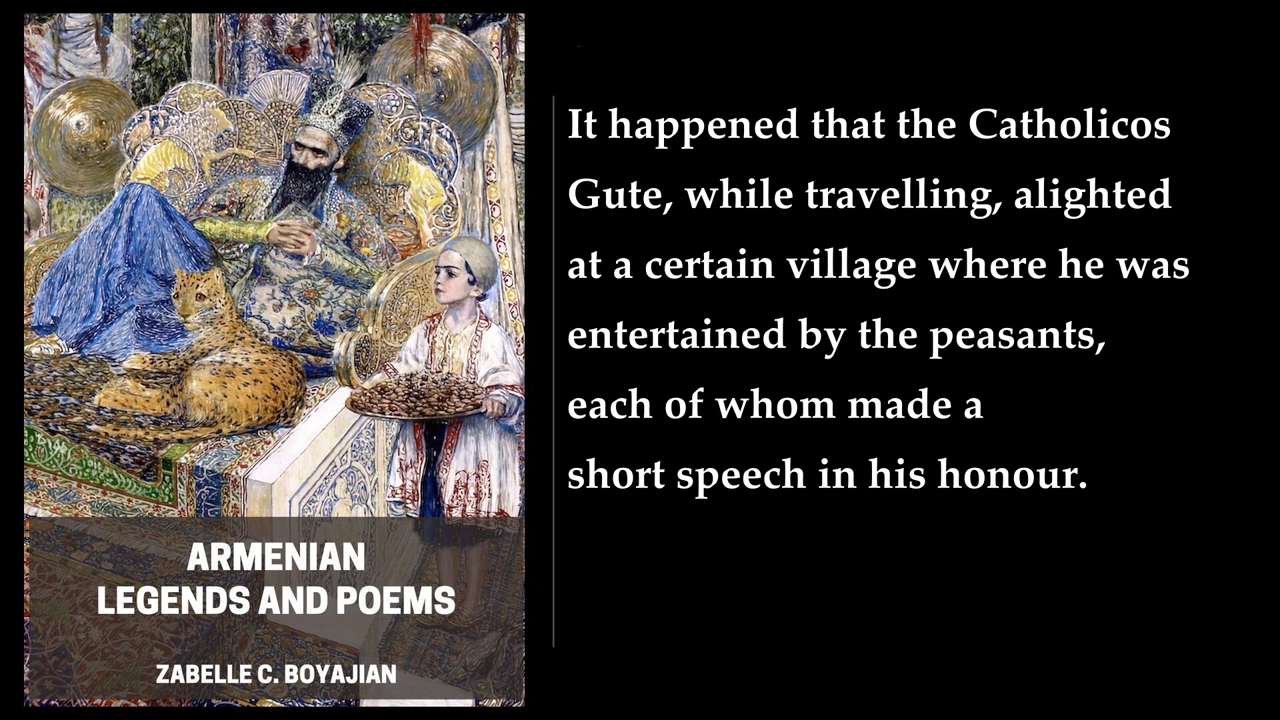 It happened that the Catholicos
Gute, while travelling, alighted
at a certain village where he was
entertained by the peasants,
each of whom made a
short speech in his honour.
ARMENIAN
LEGENDS AND POEMS
ZABELLE C. BOYAJIAN